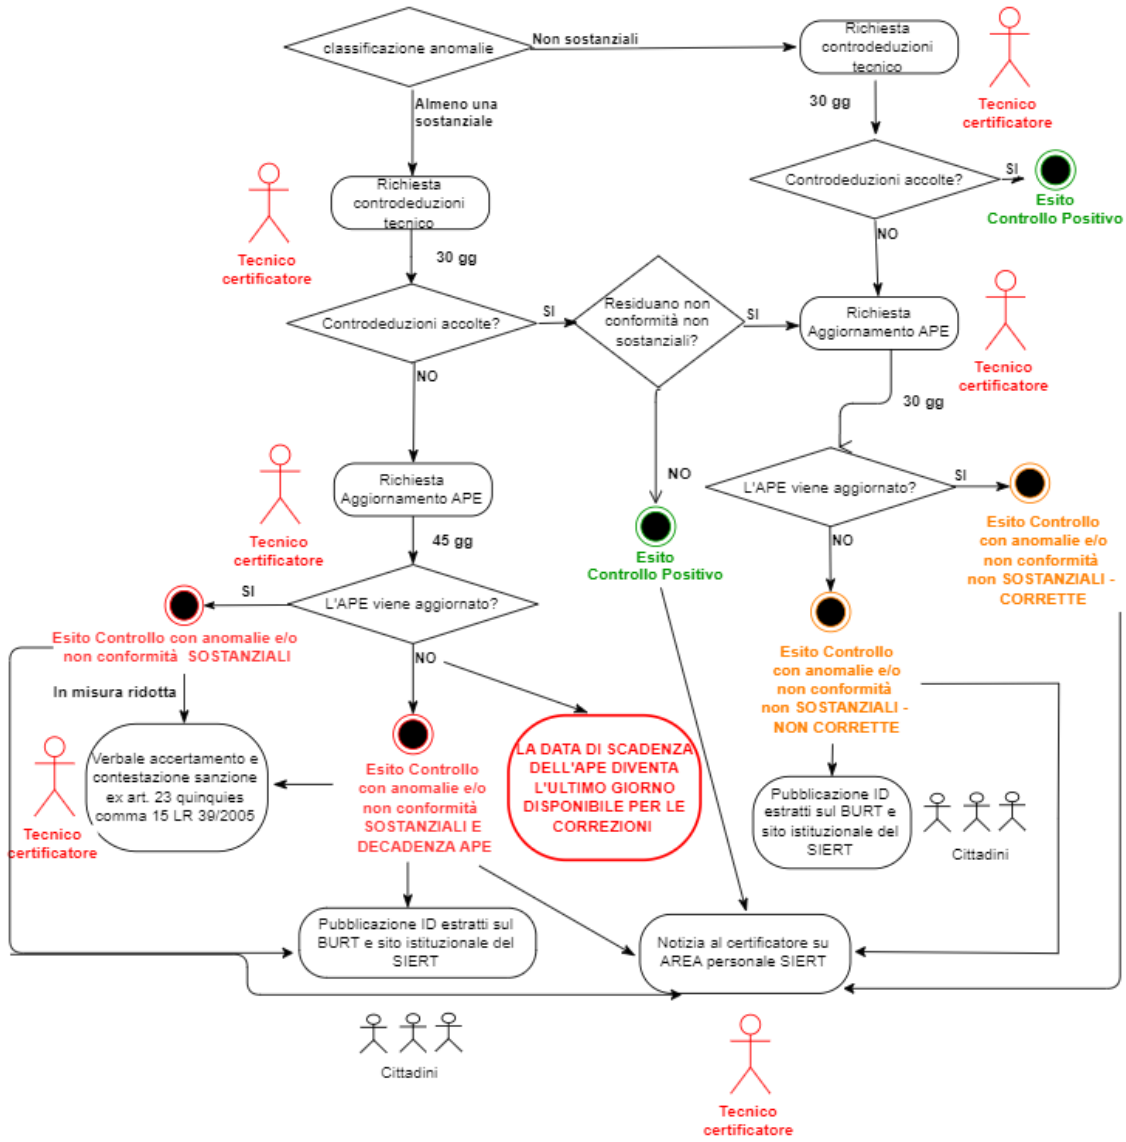 classificazione anomalie
Non sostanziali
Richiesta
controdeduzioni
tecnico
Tecnico
certificatore
30 gg
Almeno una
sostanziale
Richiesta
controdeduzioni
tecnico
Tecnico
certificatore
30 gg
Controdeduzioni accolte?
SI
Esito
Controllo Positivo
NO
Controdeduzioni accolte?
SI
Residuano non
conformità non
sostanziali?
SI
Richiesta
Aggiornamento APE
Tecnico
certificatore
NO
30 gg
NO
Richiesta
Aggiornamento APE
Tecnico
certificatore
45 gg
Esito
Controllo Positivo
L'APE viene aggiornato?
SI
Esito Controllo
con anomalie e/o
non conformità
non SOSTANZIALI -
CORRETTE
NO
L'APE viene aggiornato?
SI
Esito Controllo con anomalie e/o
non conformità  SOSTANZIALI
NO
Esito Controllo
con anomalie e/o
non conformità
non SOSTANZIALI -
NON CORRETTE
In misura ridotta
Verbale accertamento e
contestazione sanzione
ex art. 23 quinquies
comma 15 LR 39/2005
Tecnico
certificatore
Esito Controllo
con anomalie e/o
non conformità
SOSTANZIALI E
DECADENZA APE
LA DATA DI SCADENZA
DELL'APE DIVENTA
L'ULTIMO GIORNO
DISPONIBILE PER LE
CORREZIONI
Pubblicazione ID
estratti sul BURT e
sito istituzionale del
SIERT
Cittadini
Pubblicazione ID estratti sul
BURT e sito istituzionale del
SIERT
Notizia al certificatore su
AREA personale SIERT
Cittadini
Tecnico
certificatore